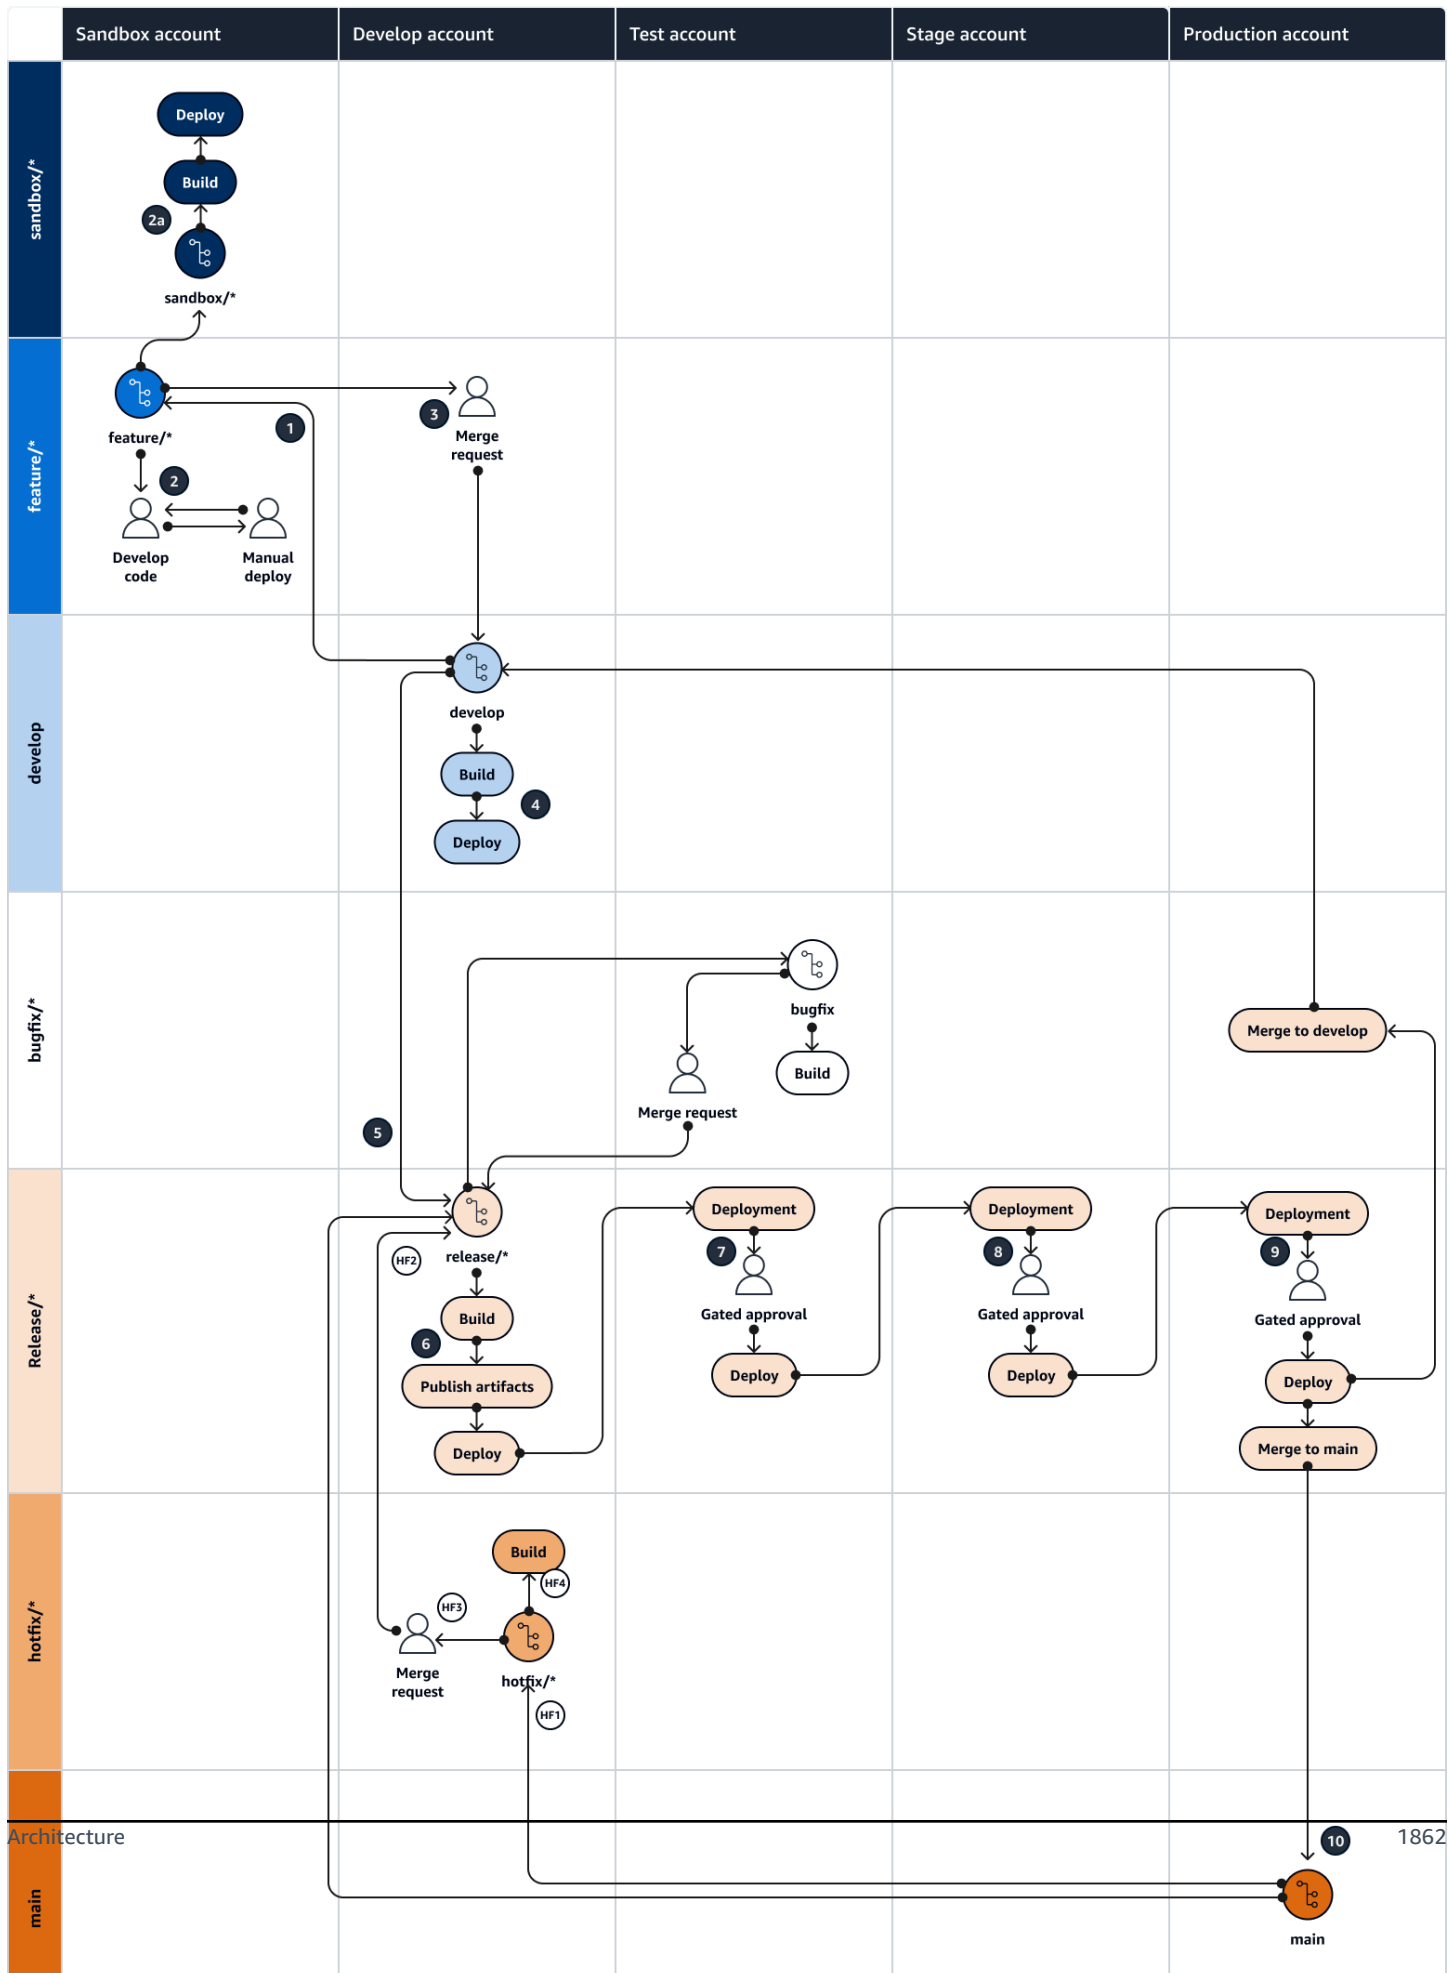 Sandbox account
Develop account
Test account
Stage account
Production account
sandbox/*
Deploy
Build
2a
sandbox/*
feature/*
feature/*
1
2
Develop
code
Manual
deploy
3
Merge
request
develop
develop
Build
4
Deploy
bugfix/*
bugfix
Build
Merge request
Merge to develop
5
Release/*
HF2
release/*
Build
6
Publish artifacts
Deploy
Deployment
7
Gated approval
Deploy
Deployment
8
Gated approval
Deploy
Deployment
9
Gated approval
Deploy
Merge to main
hotfix/*
Build
HF4
HF3
Merge
request
hotfix/*
HF1
Architecture
1862
main
10
main